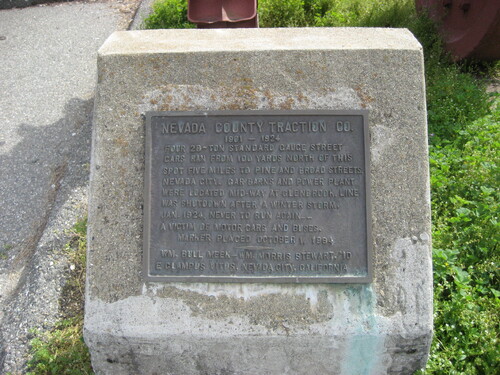 NEVADA COUNTY TRACTION CO.
1901 – 1924
FOUR 28-TON STANDARD GAUGE STREET
CARS RAN FROM 100 YARDS NORTH OF THIS
SPOT FIVE MILES TO PINE AND BROAD STREETS
NEVADA CITY. CAR BARNS AND POWER PLANT
WERE LOCATED MIDWAY AT GLENBROOK. LINE
WAS SHUTDOWN AFTER A WINTER STORM,
JAN. 1924 NEVER TO RUN AGAIN...
A VICTIM OF MOTOR CARS AND BUSES.
MARKER PLACED OCTOBER 1, 1984
WM. BULL MEEK - WM. MORRIS STEWART, 10
E CLAMPUS VITUS, NEVADA CITY, CALIFORNIA